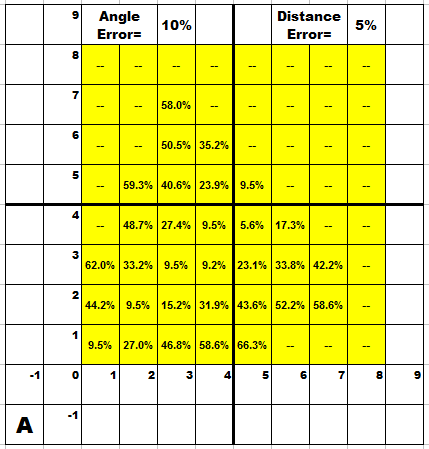 9 Angle Error= 10% Distance Error= 5%
8 -- -- -- -- -- -- -- --
7 -- -- 58.0% -- -- -- -- --
6 -- -- 50.5% 35.2% -- -- -- --
5 -- 59.3% 40.6% 23.9% 9.5% -- -- --
4 -- 48.7% 27.4% 9.5% 5.6% 17.3% -- --
3 62.0% 33.2% 9.5% 9.2% 23.1% 33.8% 42.2% --
2 44.2% 9.5% 15.2% 31.9% 43.6% 52.2% 58.6% --
1 9.5% 27.0% 46.8% 58.6% 66.3% -- -- --
-1 0 1 2 3 4 5 6 7 8 9
A -1